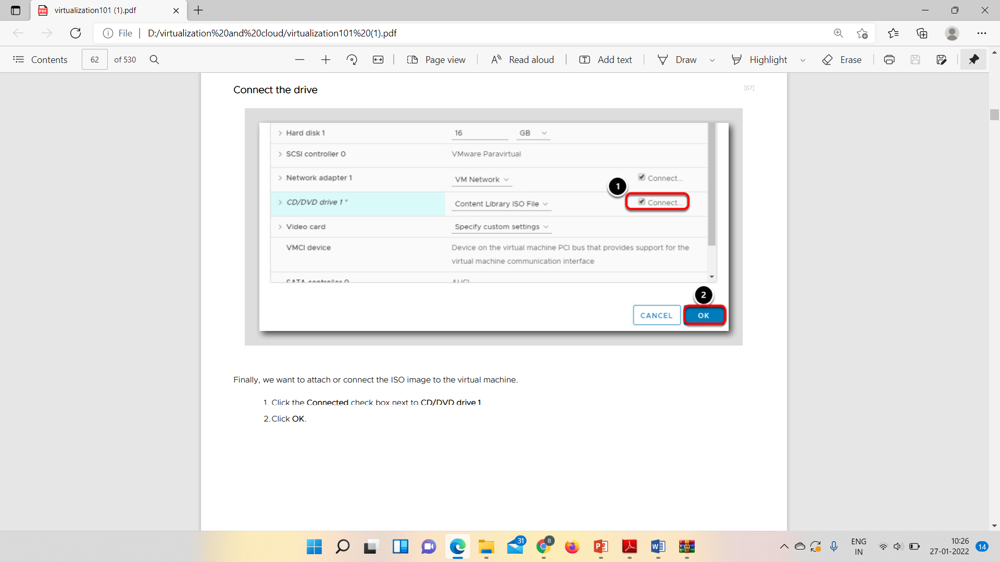 virtualization101 (1).pdf
File
D:/virtualization%20and%20cloud/virtualization101%20(1).pdf
Contents
62
of 530
Page view
Read aloud
Add text
Draw
Highlight
Erase
Connect the drive
[67]
Hard disk 1
16
GB
SCSI controller 0
VMware Paravirtual
Network adapter 1
VM Network
Connect...
1
CD/DVD drive 1 *
Content Library ISO File
Connect...
Video card
Specify custom settings
VMCI device
Device on the virtual machine PCI bus that provides support for the
virtual machine communication interface
SATA controller 0
AHCI
2
CANCEL
OK
Finally, we want to attach or connect the ISO image to the virtual machine.
1. Click the Connected check box next to CD/DVD drive 1.
2. Click OK.
31
B
ENG
IN
10:26
27-01-2022
14